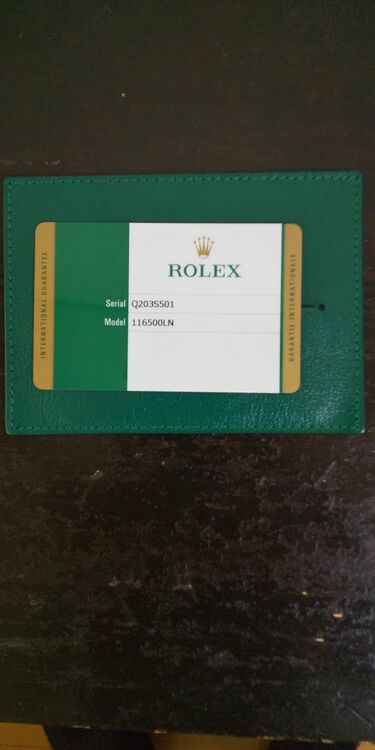 INTERNATIONAL GUARANTEE
ROLEX
Serial Q203S501
Model 116500LN
GARANTIE INTERNATIONALE